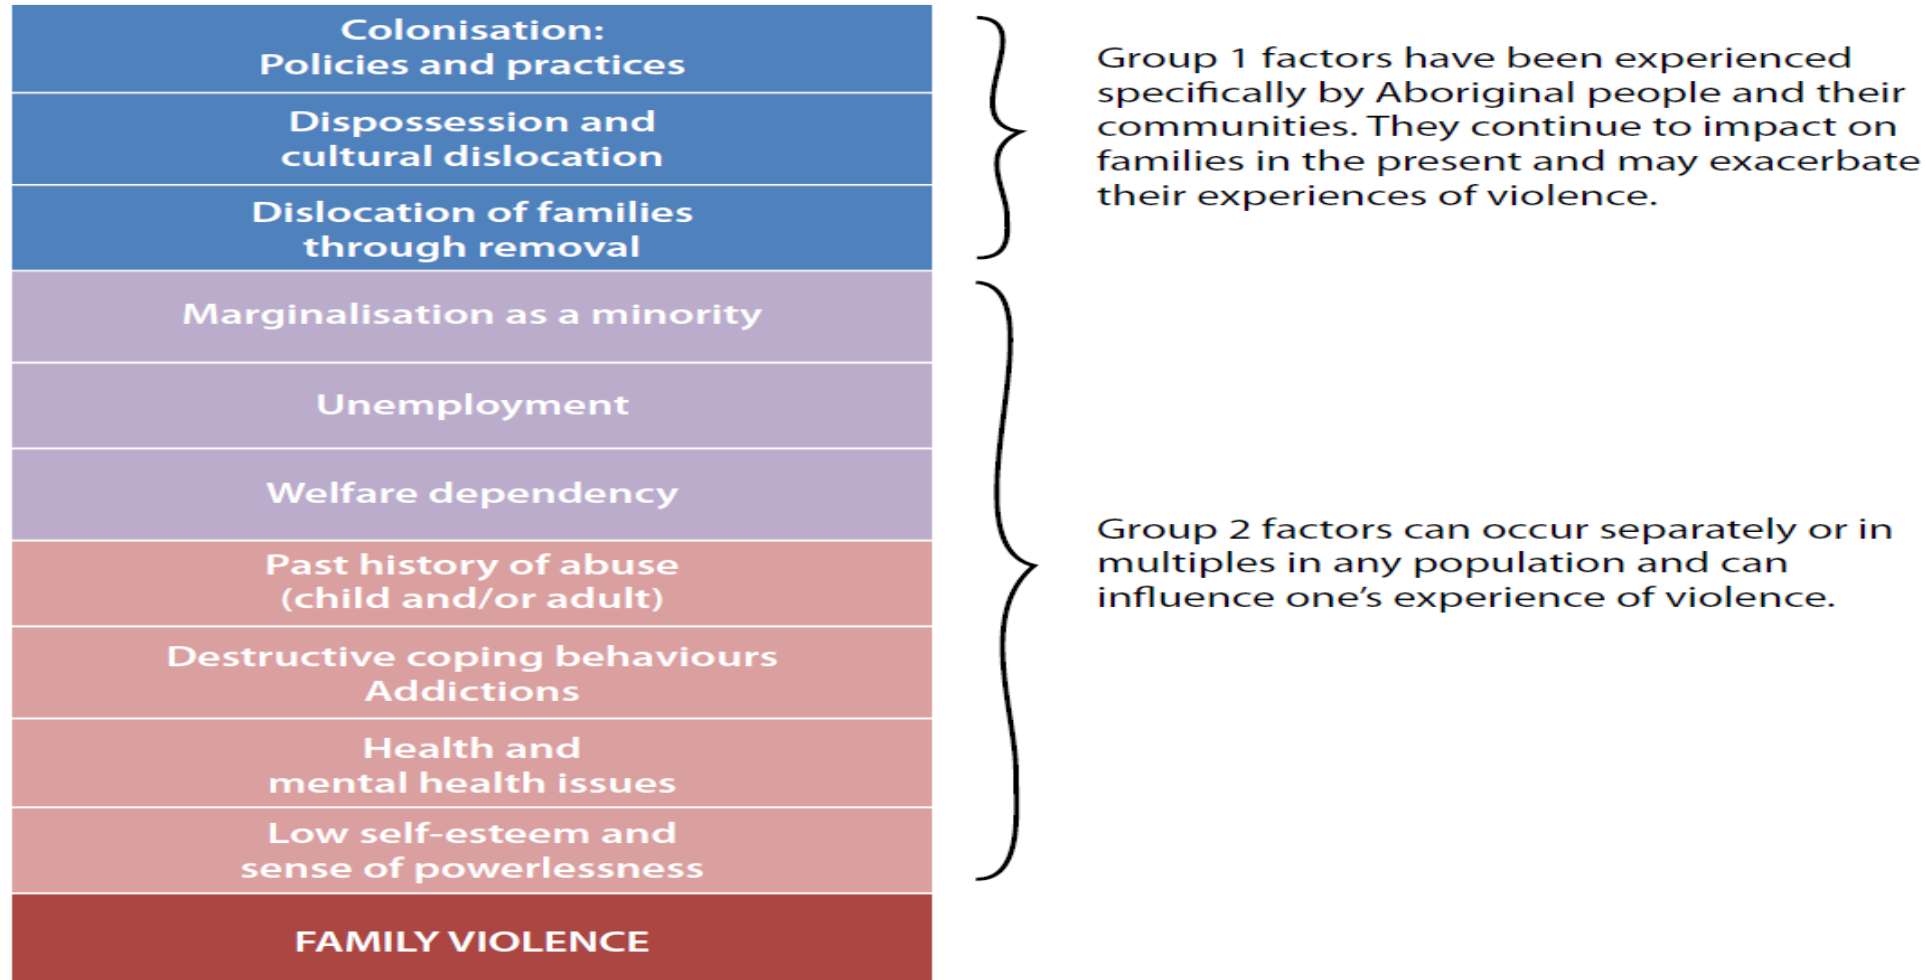 Colonisation:
Policies and practices
Dispossession and
cultural dislocation
Dislocation of families
through removal
Group 1 factors have been experienced
specifically by Aboriginal people and their
communities. They continue to impact on
families in the present and may exacerbate
their experiences of violence.
Marginalisation as a minority
Unemployment
Welfare dependency
Past history of abuse
(child and/or adult)
Destructive coping behaviours
Addictions
Health and
mental health issues
Low self-esteem and
sense of powerlessness
Group 2 factors can occur separately or in
multiples in any population and can
influence one’s experience of violence.
FAMILY VIOLENCE